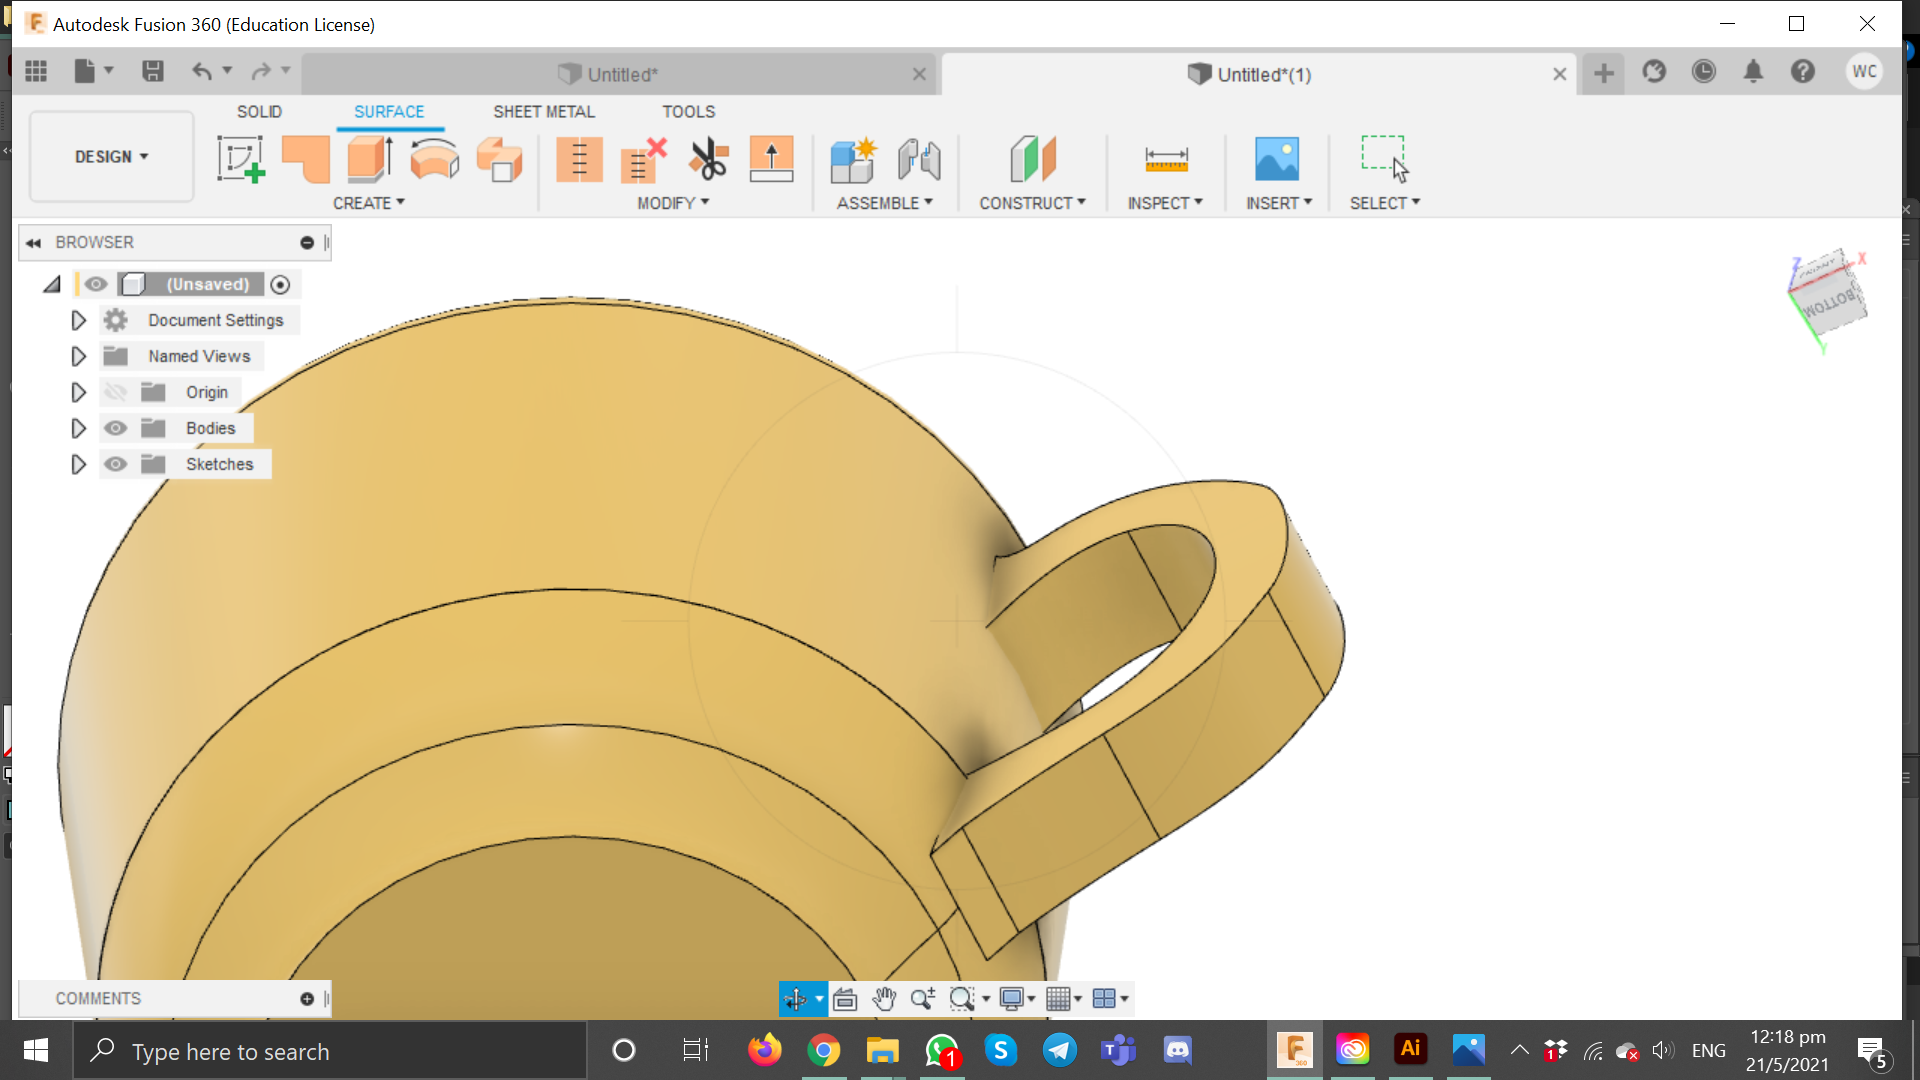 Autodesk Fusion 360 (Education License)
Untitled*
Untitled*(1)
WC
SOLID
SURFACE
SHEET METAL
TOOLS
DESIGN
CREATE
MODIFY
ASSEMBLE
CONSTRUCT
INSPECT
INSERT
SELECT
BROWSER
(Unsaved)
Document Settings
Named Views
Origin
Bodies
Sketches
Z
X
FRONT
BOTTOM
Y
COMMENTS
Type here to search
1
Ai
1
ENG
12:18 pm
21/5/2021
5